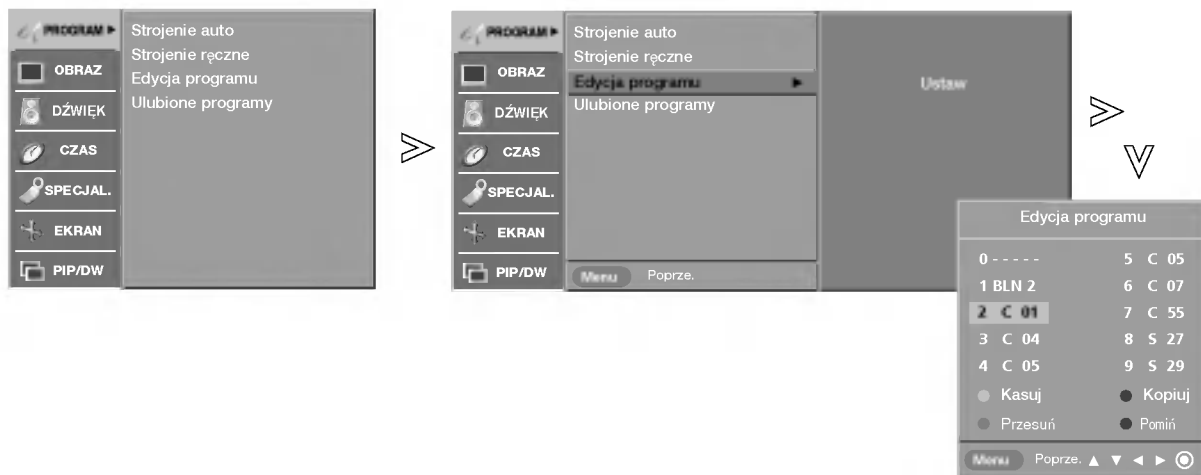 PROGRAM
OBRAZ
DŹWIĘK
CZAS
SPECJAL.
EKRAN
PIP/DW
Strojenie auto
Strojenie ręczne
Edycja programu
Ulubione programy
PROGRAM
OBRAZ
DŹWIĘK
CZAS
SPECJAL.
EKRAN
PIP/DW
Strojenie auto
Strojenie ręczne
Edycja programu
Ulubione programy
Menu Poprze.
Ustaw
Edycja programu
0 - - - - -
1 BLN 2
2 C 01
3 C 04
4 C 05
5 C 05
6 C 07
7 C 55
8 S 27
9 S 29
Kasuj Kopiuj
Przesuń Pomiń
Menu Poprze.